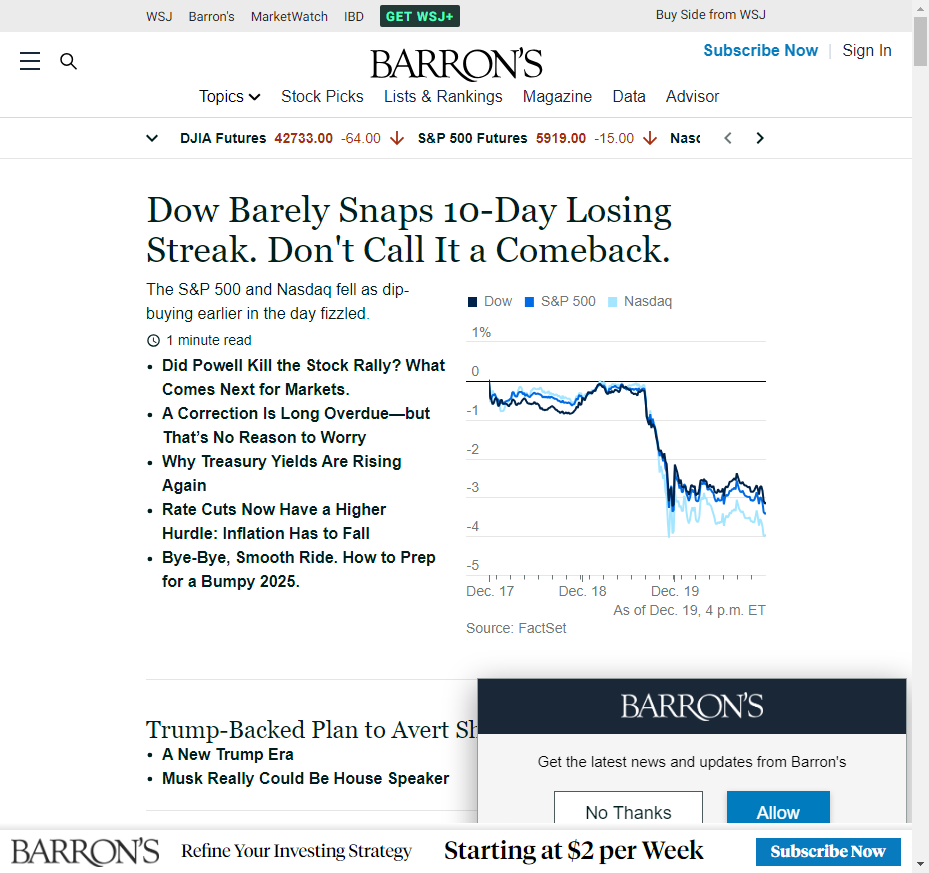 WSJ Barron's MarketWatch IBD GET WSJ+ Buy Side from WSJ
BARRON'S
Subscribe Now Sign In
Topics Stock Picks Lists & Rankings Magazine Data Advisor
DJIA Futures 42733.00 -64.00 S&P 500 Futures 5919.00 -15.00 Nasc
Dow Barely Snaps 10-Day Losing
Streak. Don't Call It a Comeback.
The S&P 500 and Nasdaq fell as dip-
buying earlier in the day fizzled.
1 minute read
Did Powell Kill the Stock Rally? What
Comes Next for Markets.
A Correction Is Long Overdue—but
That’s No Reason to Worry
Why Treasury Yields Are Rising
Again
Rate Cuts Now Have a Higher
Hurdle: Inflation Has to Fall
Bye-Bye, Smooth Ride. How to Prep
for a Bumpy 2025.
Dow S&P 500 Nasdaq
1%
0
-1
-2
-3
-4
-5
Dec. 17 Dec. 18 Dec. 19
As of Dec. 19, 4 p.m. ET
Source: FactSet
Trump-Backed Plan to Avert Sh
A New Trump Era
Musk Really Could Be House Speaker
BARRON'S
Get the latest news and updates from Barron's
No Thanks Allow
BARRON'S Refine Your Investing Strategy Starting at $2 per Week Subscribe Now